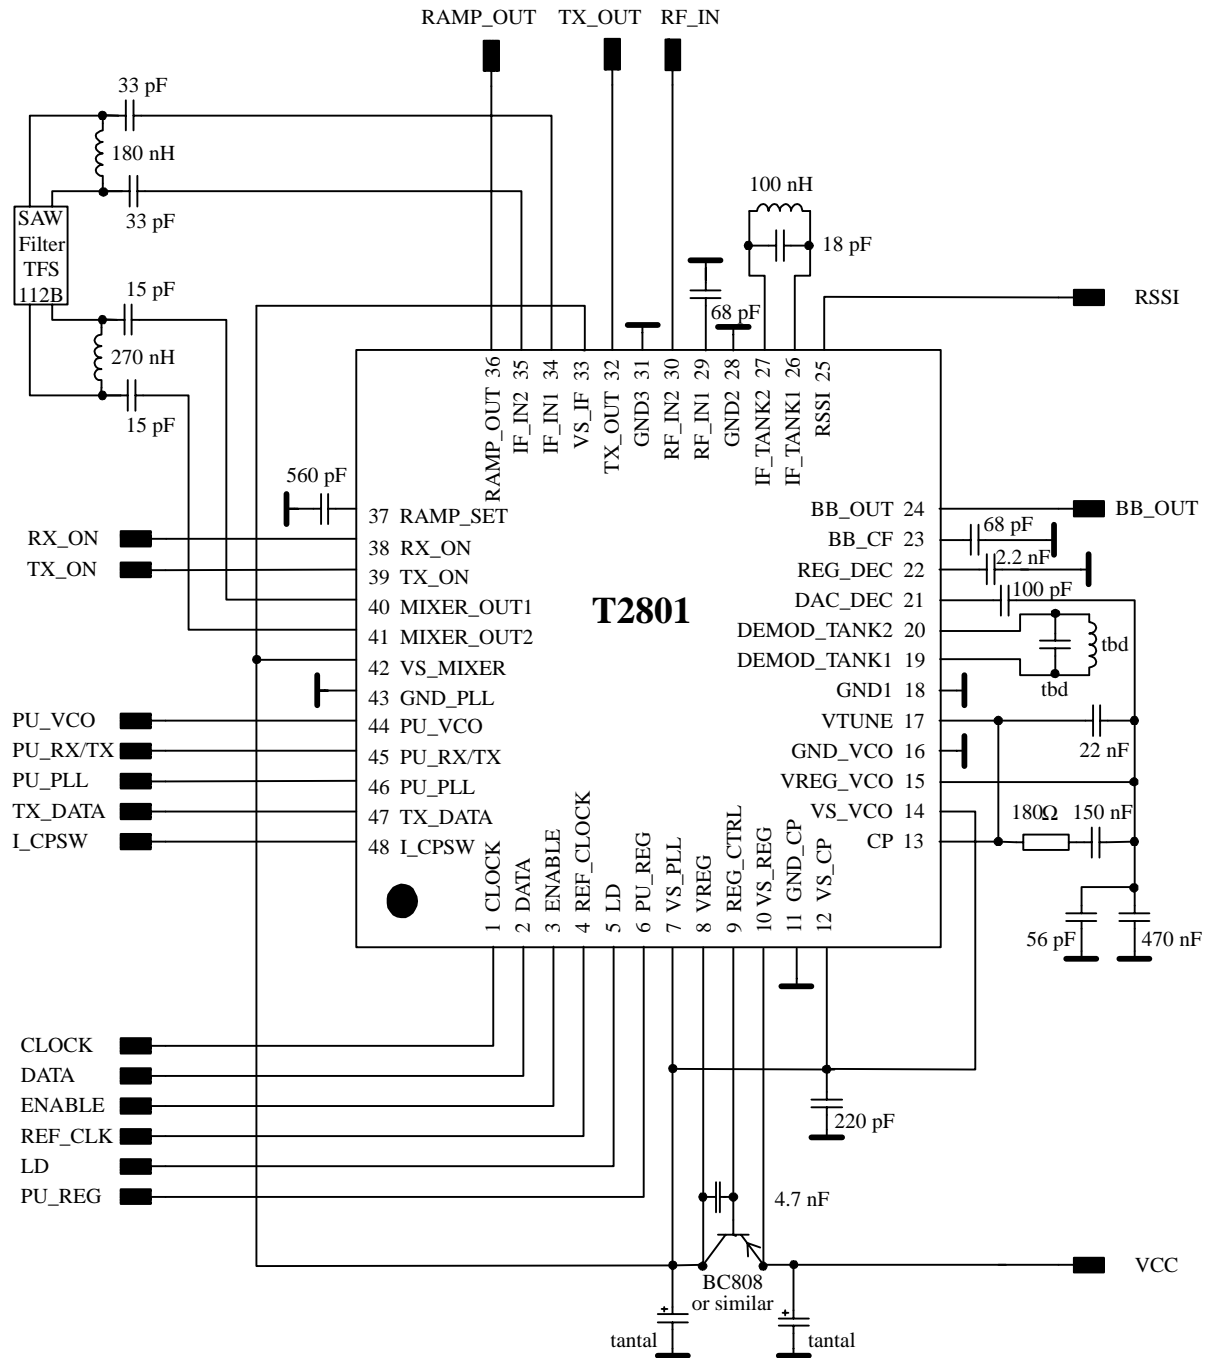 RAMP_OUT TX_OUT RF_IN
33 pF
180 nH
33 pF
SAW
Filter
TFS
112B
15 pF
270 nH
15 pF
100 nH
18 pF
68 pF
RSSI
36 RAMP_OUT
35 IF_IN2
34 IF_IN1
33 VS_IF
32 TX_OUT
31 GND3
30 RF_IN2
29 RF_IN1
28 GND2
27 IF_TANK2
26 IF_TANK1
25 RSSI
560 pF
RX_ON
TX_ON
PU_VCO
PU_RX/TX
PU_PLL
TX_DATA
I_CPSW
37 RAMP_SET
38 RX_ON
39 TX_ON
40 MIXER_OUT1
41 MIXER_OUT2
42 VS_MIXER
43 GND_PLL
44 PU_VCO
45 PU_RX/TX
46 PU_PLL
47 TX_DATA
48 I_CPSW
T2801
BB_OUT 24
BB_CF 23
REG_DEC 22
DAC_DEC 21
DEMOD_TANK2 20
DEMOD_TANK1 19
GND1 18
VTUNE 17
GND_VCO 16
VREG_VCO 15
VS_VCO 14
CP 13
BB_OUT
68 pF
2.2 nF
100 pF
tbd
tbd
22 nF
180Ω 150 nF
56 pF
470 nF
1 CLOCK
2 DATA
3 ENABLE
4 REF_CLOCK
5 LD
6 PU_REG
7 VS_PLL
8 VREG
9 REG_CTRL
10 VS_REG
11 GND_CP
12 VS_CP
CLOCK
DATA
ENABLE
REF_CLK
LD
PU_REG
220 pF
4.7 nF
VCC
BC808
or similar
+
tantal
+
tantal